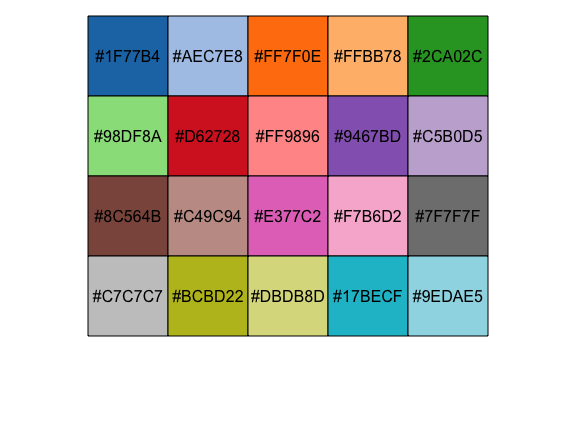 #1F77B4 #AEC7E8 #FF7F0E #FFBB78 #2CA02C
#98DF8A #D62728 #FF9896 #9467BD #C5B0D5
#8C564B #C49C94 #E377C2 #F7B6D2 #7F7F7F
#C7C7C7 #BCBD22 #DBDB8D #17BECF #9EDAE5